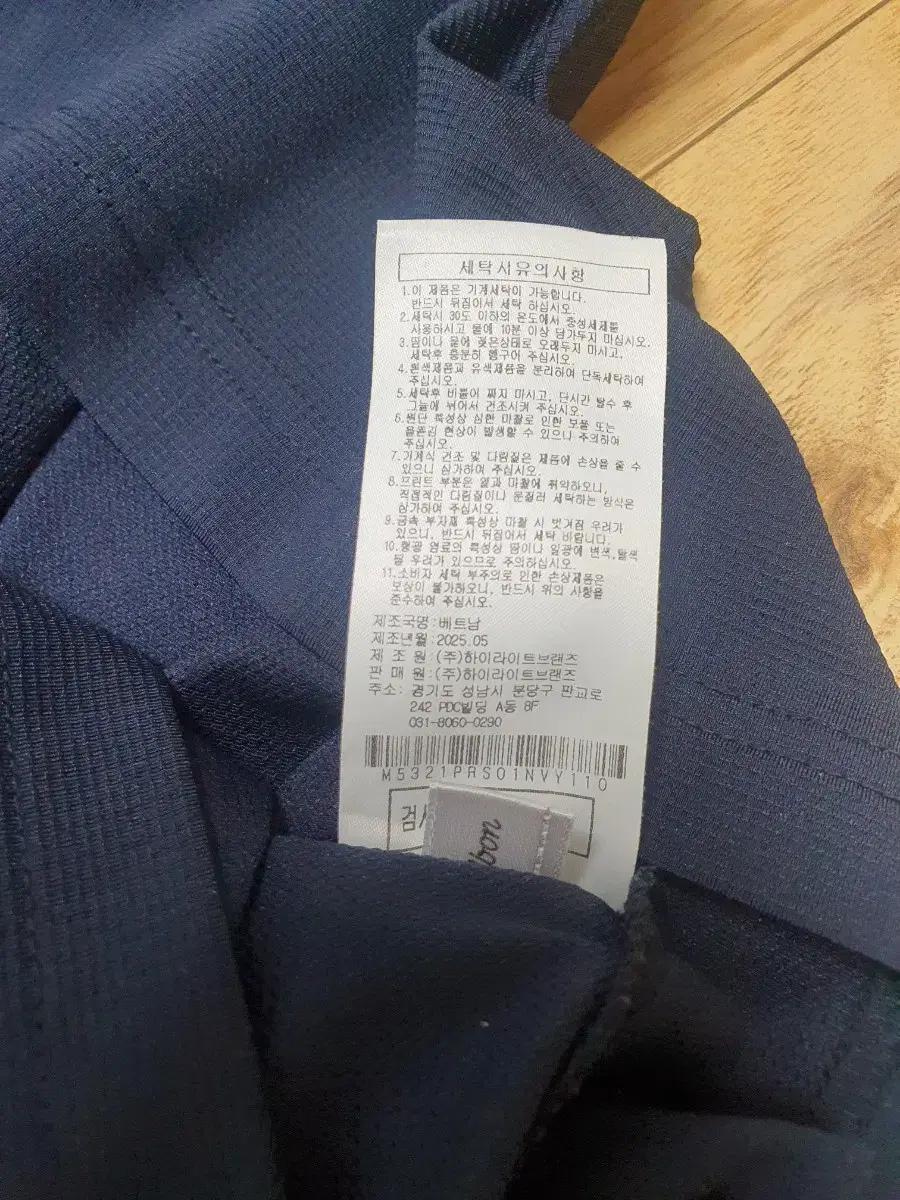 세탁시유의사항
1.이 제품은 기계세탁이 가능합니다.
반드시 뒤집어서 세탁 하십시오.
2.세탁시 30도 이하의 온도에서 중성세제를
사용하시고 물에 10분 이상 담가두지 마십시오.
3.땀이나 물에 젖은상태로 오래두지 마시고,
세탁후 충분히 헹구어 주십시오.
4.흰색제품과 유색제품을 분리하여 단독세탁하여
주십시오.
5.세탁후 비틀어 짜지 마시고, 단시간 탈수 후
그늘에 뉘어서 건조시켜 주십시오.
6.원단 특성상 심한 마찰로 인한 보풀 또는
올뜯김 현상이 발생할 수 있으니 주의하여
주십시오.
7.기계식 건조 및 다림질은 제품에 손상을 줄 수
있으니 삼가하여 주십시오.
8.프린트 부분은 열과 마찰에 취약하오니,
직접적인 다림질이나 문질러 세탁하는 방식은
삼가하여 주십시오.
9.금속 부자재 특성상 마찰 시 벗겨짐 우려가
있으니, 반드시 뒤집어서 세탁 바랍니다.
10.형광 염료의 특성상 땀이나 일광에 변색,탈색
될 우려가 있으므로 주의하십시오.
11.소비자 세탁 부주의로 인한 손상제품은
보상이 불가하오니, 반드시 위의 사항을
준수하여 주십시오.
제조국명:베트남
제조년월:2025.05
제 조 원:(주)하이라이트브랜즈
판 매 원:(주)하이라이트브랜즈
주소: 경기도 성남시 분당구 판교로
242 PDC빌딩 A동 8F
031-8060-0290
M5321PRS01NVY110
검
bon